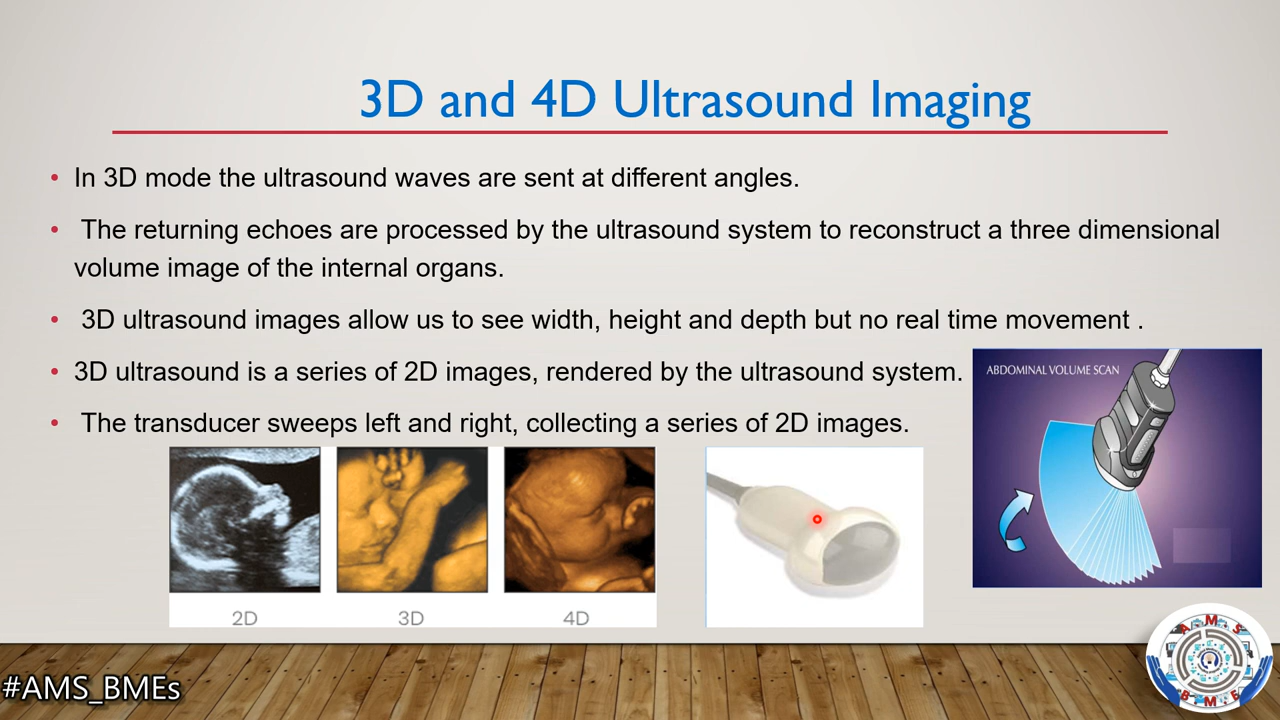 3D and 4D Ultrasound Imaging
• In 3D mode the ultrasound waves are sent at different angles.
• The returning echoes are processed by the ultrasound system to reconstruct a three dimensional
volume image of the internal organs.
• 3D ultrasound images allow us to see width, height and depth but no real time movement .
• 3D ultrasound is a series of 2D images, rendered by the ultrasound system.
• The transducer sweeps left and right, collecting a series of 2D images.
ABDOMINAL VOLUME SCAN
2D
3D
4D
#AMS_BMEs
A M S
B M E